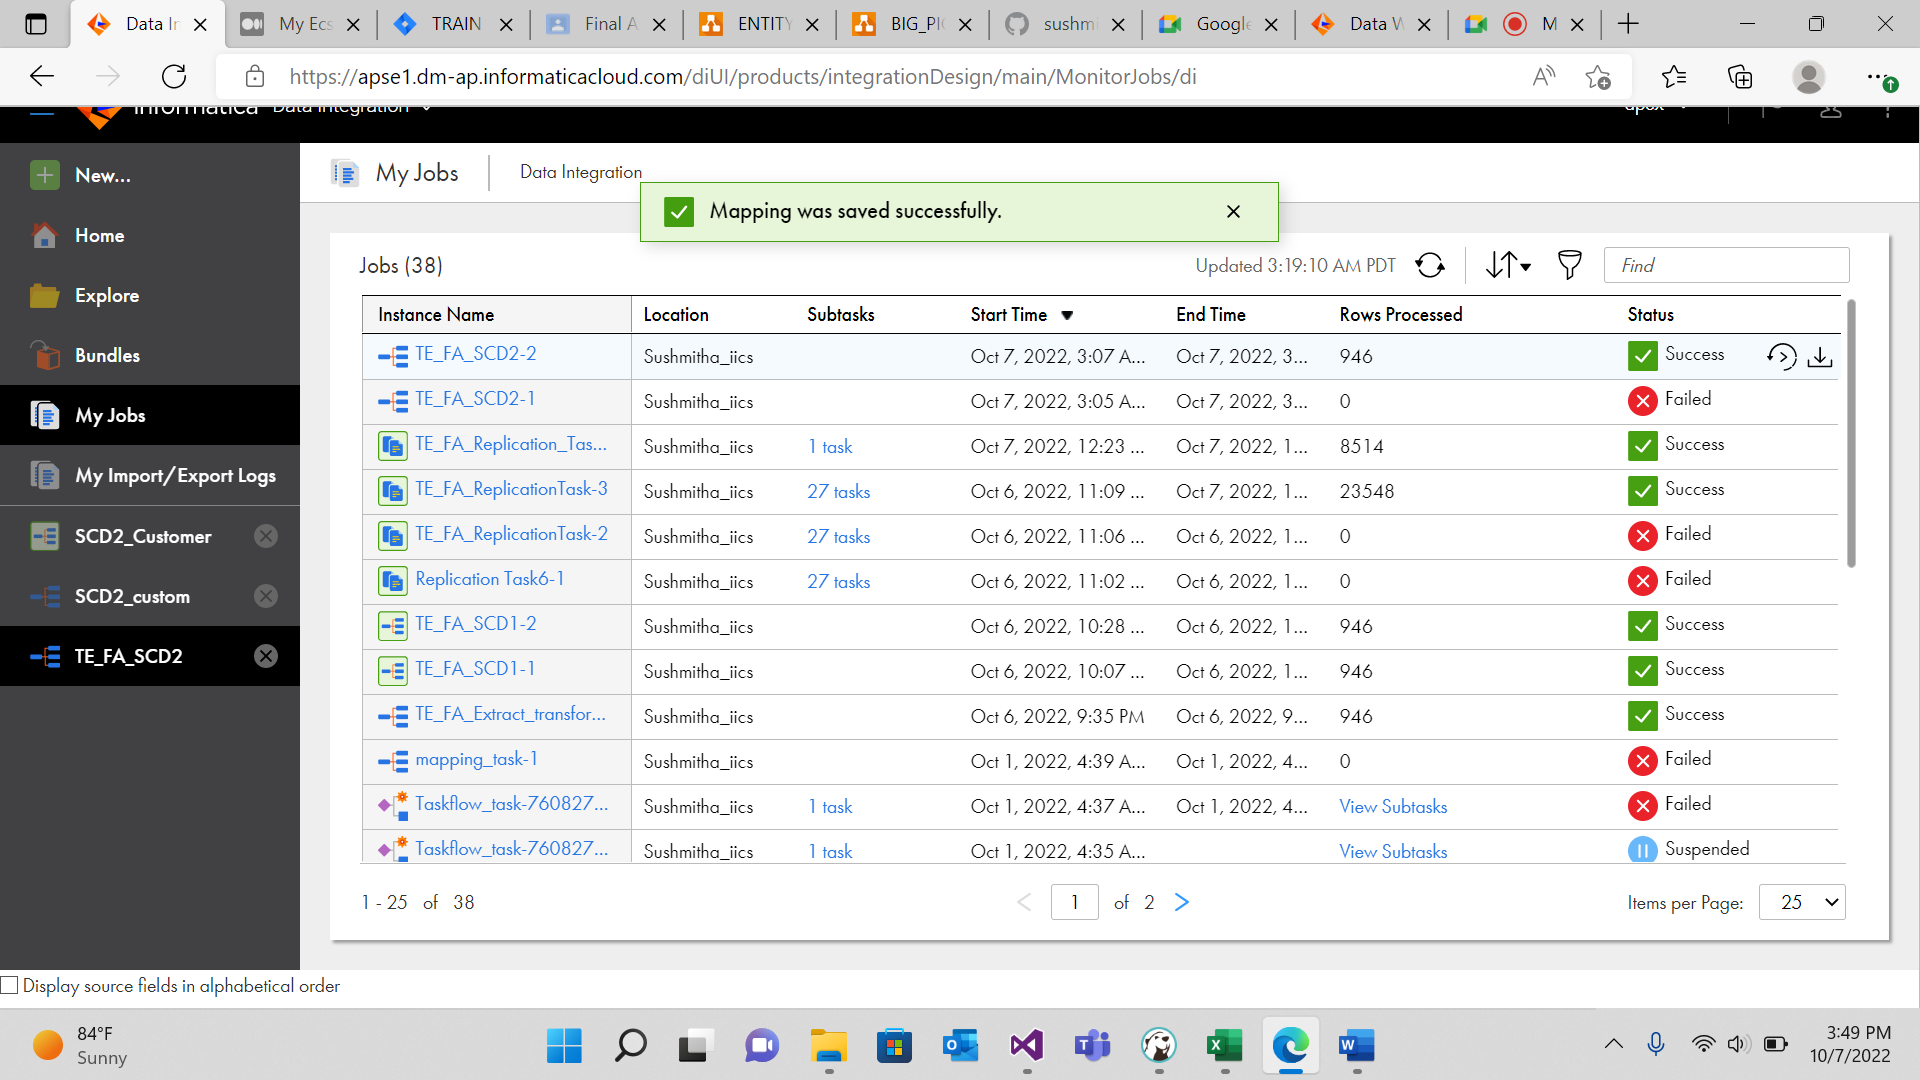 Data In
My Ecs
TRAIN
Final A
ENTITY
BIG_PIC
sushmi
Google
Data W
M
https://apse1.dm-ap.informaticacloud.com/diUI/products/integrationDesign/main/MonitorJobs/di
Informatica Data Integration
apex
New...
Home
Explore
Bundles
My Jobs
My Import/Export Logs
SCD2_Customer
SCD2_custom
TE_FA_SCD2
My Jobs Data Integration
Mapping was saved successfully.
Jobs (38) Updated 3:19:10 AM PDT Find
Instance Name Location Subtasks Start Time End Time Rows Processed Status
TE_FA_SCD2-2 Sushmitha_iics Oct 7, 2022, 3:07 A... Oct 7, 2022, 3... 946 Success
TE_FA_SCD2-1 Sushmitha_iics Oct 7, 2022, 3:05 A... Oct 7, 2022, 3... 0 Failed
TE_FA_Replication_Tas... Sushmitha_iics 1 task Oct 7, 2022, 12:23 ... Oct 7, 2022, 1... 8514 Success
TE_FA_ReplicationTask-3 Sushmitha_iics 27 tasks Oct 6, 2022, 11:09 ... Oct 7, 2022, 1... 23548 Success
TE_FA_ReplicationTask-2 Sushmitha_iics 27 tasks Oct 6, 2022, 11:06 ... Oct 6, 2022, 1... 0 Failed
Replication Task6-1 Sushmitha_iics 27 tasks Oct 6, 2022, 11:02 ... Oct 6, 2022, 1... 0 Failed
TE_FA_SCD1-2 Sushmitha_iics Oct 6, 2022, 10:28 ... Oct 6, 2022, 1... 946 Success
TE_FA_SCD1-1 Sushmitha_iics Oct 6, 2022, 10:07 ... Oct 6, 2022, 1... 946 Success
TE_FA_Extract_transfor... Sushmitha_iics Oct 6, 2022, 9:35 PM Oct 6, 2022, 9... 946 Success
mapping_task-1 Sushmitha_iics Oct 1, 2022, 4:39 A... Oct 1, 2022, 4... 0 Failed
Taskflow_task-760827... Sushmitha_iics 1 task Oct 1, 2022, 4:37 A... Oct 1, 2022, 4... View Subtasks Failed
Taskflow_task-760827... Sushmitha_iics 1 task Oct 1, 2022, 4:35 A... View Subtasks Suspended
1 - 25 of 38 1 of 2 Items per Page: 25
Display source fields in alphabetical order
84°F
Sunny
3:49 PM
10/7/2022